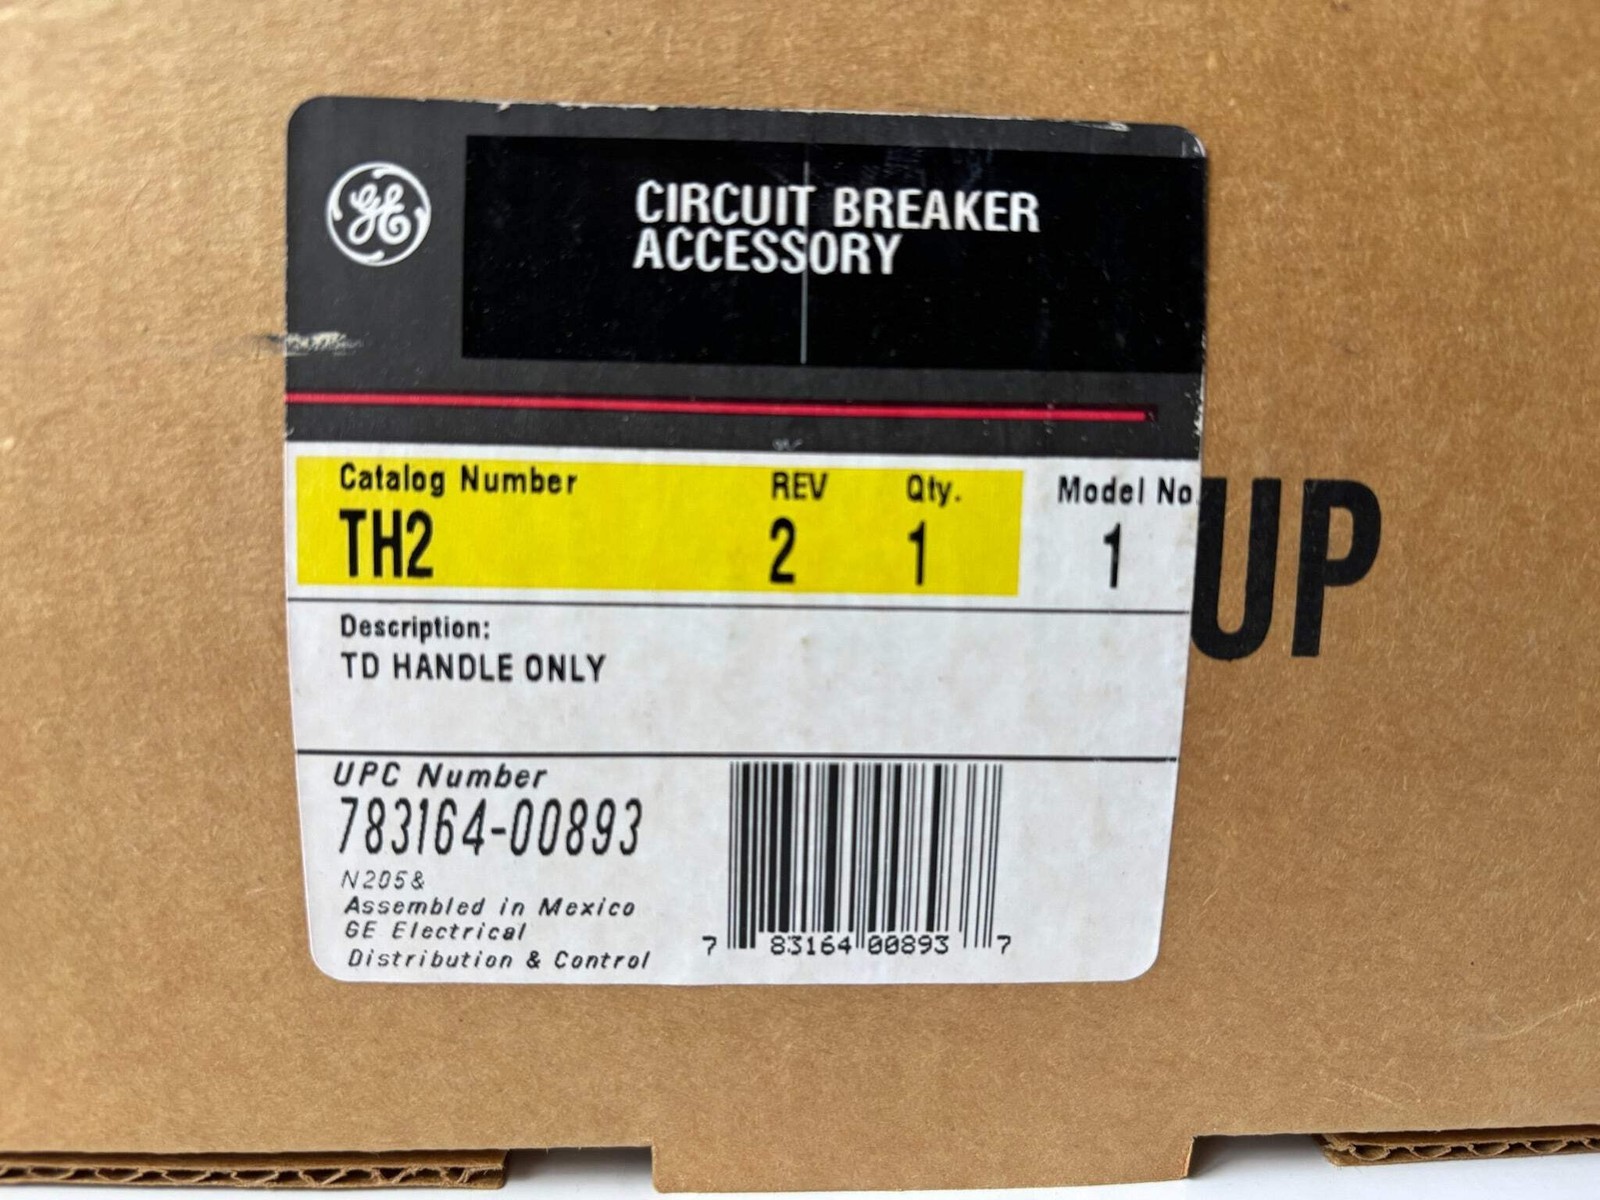 GE
CIRCUIT BREAKER
ACCESSORY
Catalog Number REV Qty. Model No
TH2 2 1 1
UP
Description:
TD HANDLE ONLY
UPC Number
783164-00893
N205&
Assembled in Mexico
GE Electrical
Distribution & Control
7 83164 00893 7